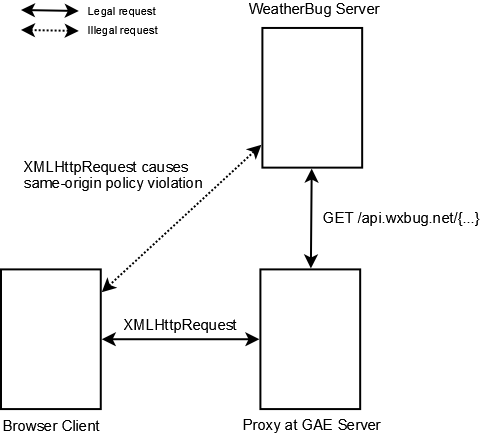 Legal request
Illegal request
WeatherBug Server
XMLHttpRequest causes
same-origin policy violation
GET /api.wxbug.net/{...}
XMLHttpRequest
Browser Client
Proxy at GAE Server